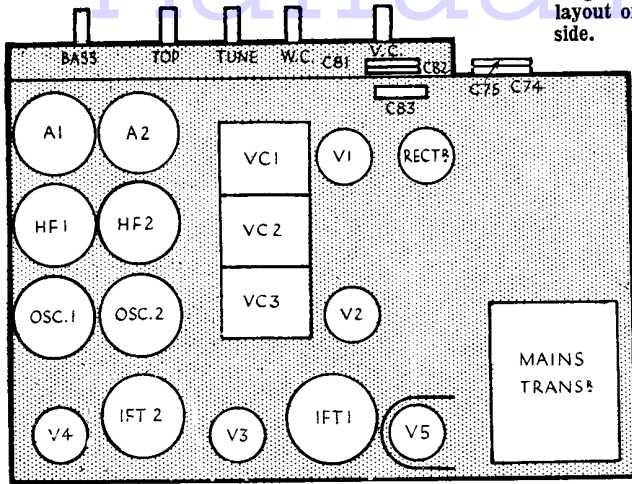 layout of
side.
BASS TOP TUNE W.C. V.C.
C81 C82
C75 C74
C83
A1 A2 VC1 V1 RECTR
HF1 HF2 VC2
OSC.1 OSC.2 VC3 V2
MAINS
TRANSR
IFT 2 IFT1
V4 V3 V5